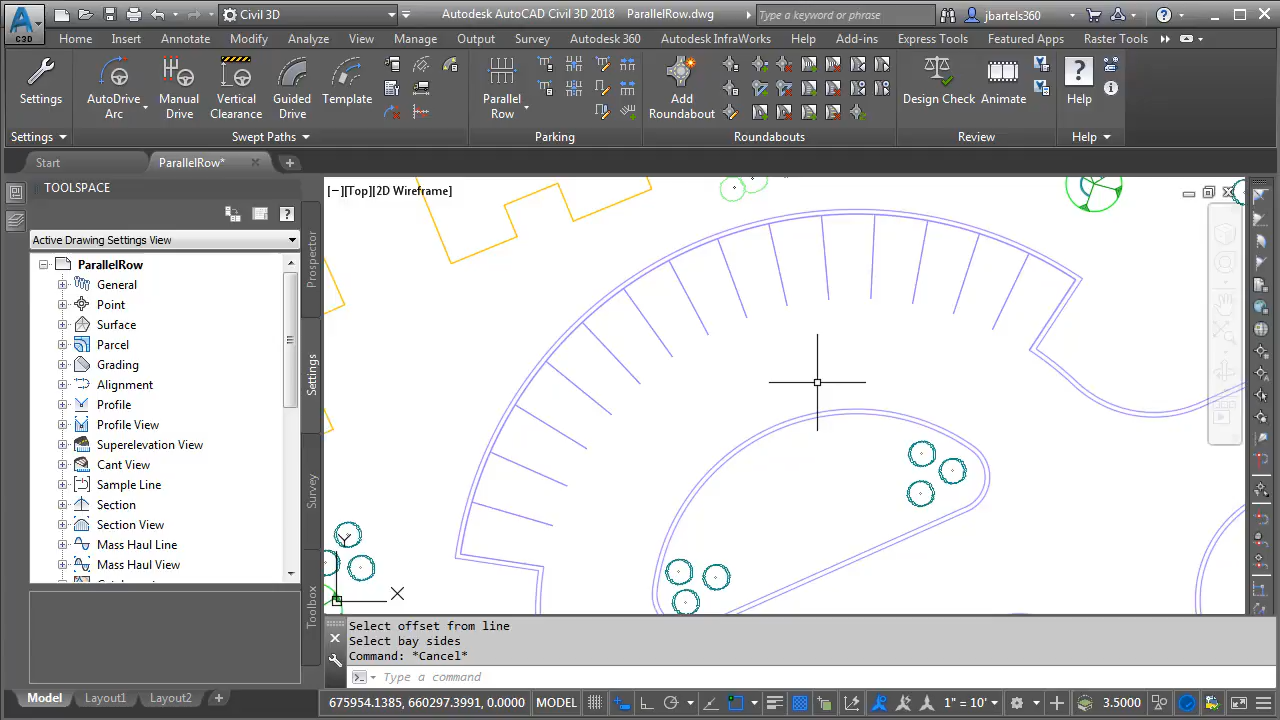 Civil 3D
Autodesk AutoCAD Civil 3D 2018 ParallelRow.dwg
Type a keyword or phrase
jbartels360
C3D
Home Insert Annotate Modify Analyze View Manage Output Survey Autodesk 360 Autodesk InfraWorks Help Add-ins Express Tools Featured Apps Raster Tools
Settings
AutoDrive Arc
Manual Drive
Vertical Clearance
Guided Drive
Template
Parallel Row
Add Roundabout
Design Check
Animate
Help
Settings
Swept Paths
Parking
Roundabouts
Review
Help
Start
ParallelRow*
TOOLSPACE
[−][Top][2D Wireframe]
Active Drawing Settings View
ParallelRow
General
Point
Surface
Parcel
Grading
Alignment
Profile
Profile View
Superelevation View
Cant View
Sample Line
Section
Section View
Mass Haul Line
Mass Haul View
Prospector
Settings
Survey
Toolbox
Y
X
Select offset from line
Select bay sides
Command: *Cancel*
Type a command
Model Layout1 Layout2 +
675954.1385, 660297.3991, 0.0000 MODEL
1" = 10'
3.5000